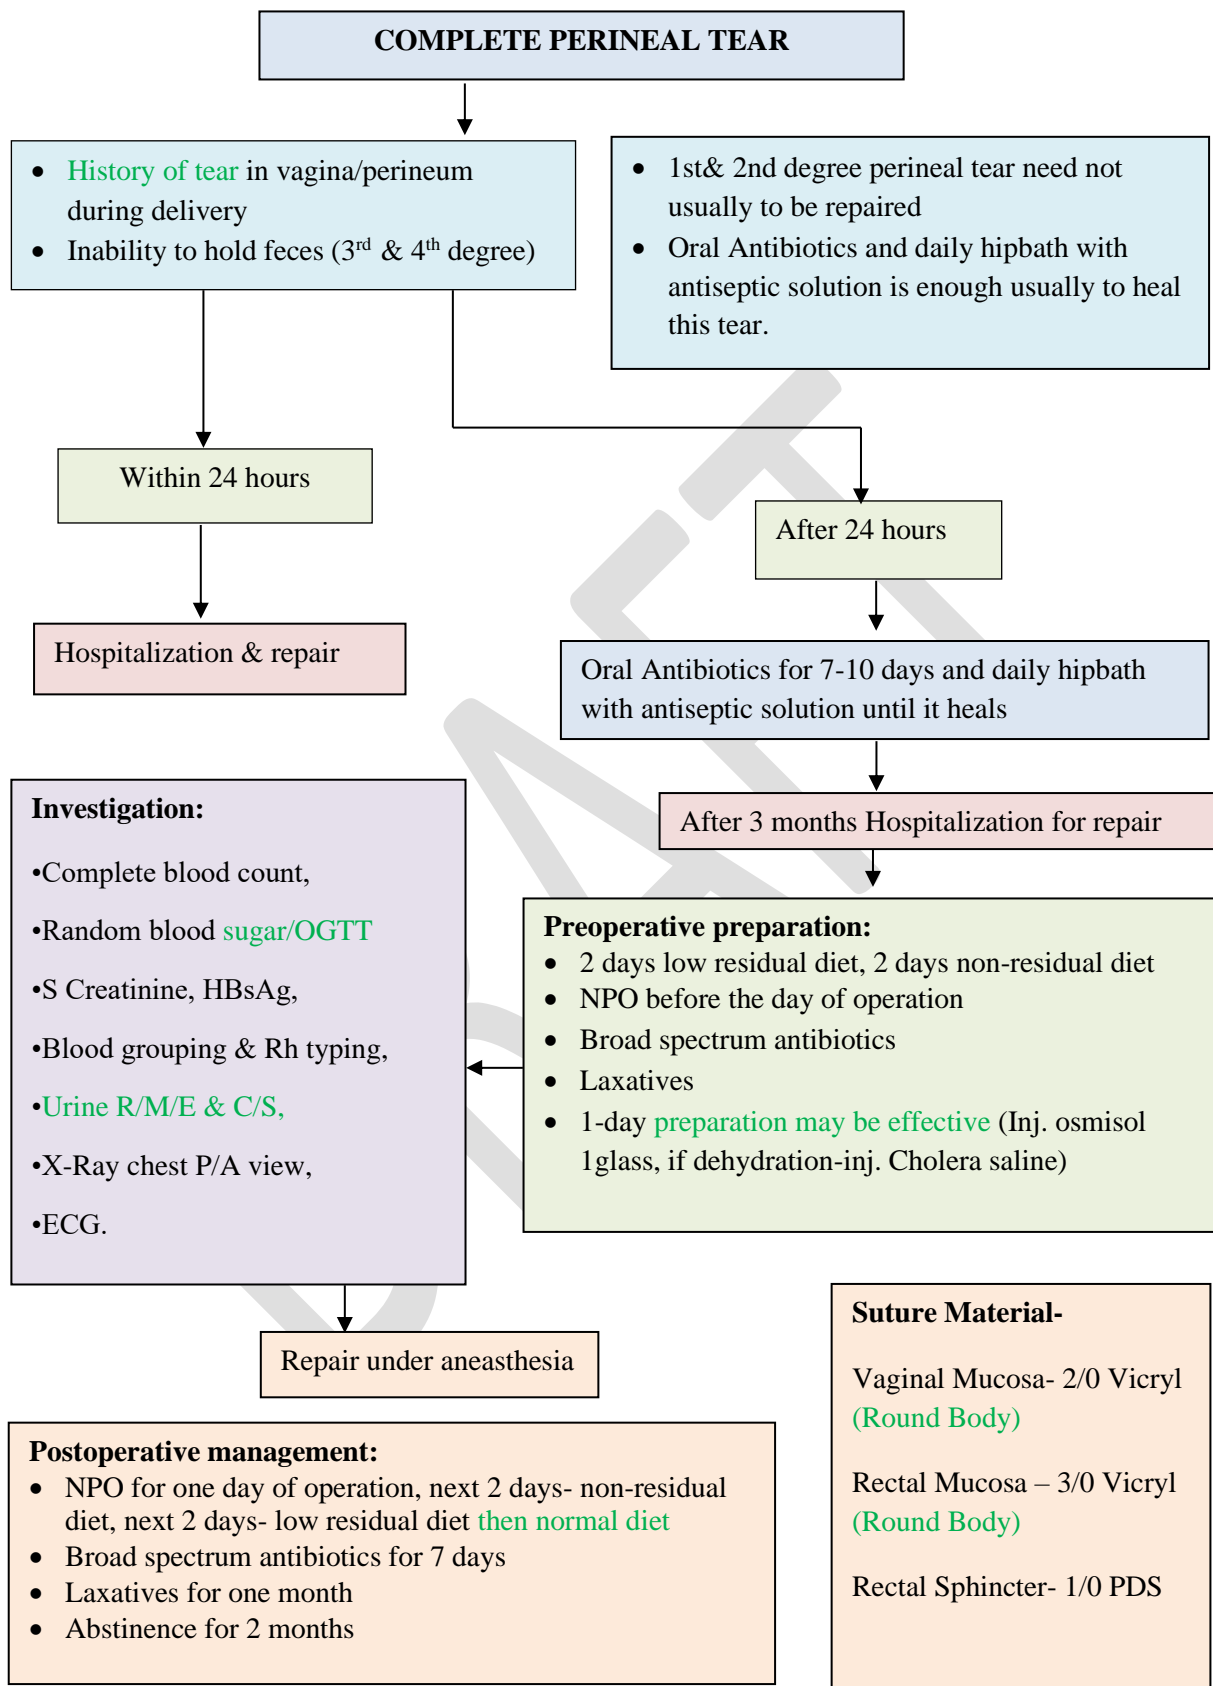 COMPLETE PERINEAL TEAR
• History of tear in vagina/perineum
during delivery
• Inability to hold feces (3rd & 4th degree)
• 1st& 2nd degree perineal tear need not
usually to be repaired
• Oral Antibiotics and daily hipbath with
antiseptic solution is enough usually to heal
this tear.
Within 24 hours
After 24 hours
Hospitalization & repair
Oral Antibiotics for 7-10 days and daily hipbath
with antiseptic solution until it heals
After 3 months Hospitalization for repair
Investigation:
•Complete blood count,
•Random blood sugar/OGTT
•S Creatinine, HBsAg,
•Blood grouping & Rh typing,
•Urine R/M/E & C/S,
•X-Ray chest P/A view,
•ECG.
Preoperative preparation:
• 2 days low residual diet, 2 days non-residual diet
• NPO before the day of operation
• Broad spectrum antibiotics
• Laxatives
• 1-day preparation may be effective (Inj. osmisol
1glass, if dehydration-inj. Cholera saline)
Repair under aneasthesia
Suture Material-
Vaginal Mucosa- 2/0 Vicryl
(Round Body)
Rectal Mucosa – 3/0 Vicryl
(Round Body)
Rectal Sphincter- 1/0 PDS
Postoperative management:
• NPO for one day of operation, next 2 days- non-residual
diet, next 2 days- low residual diet then normal diet
• Broad spectrum antibiotics for 7 days
• Laxatives for one month
• Abstinence for 2 months
DRAFT